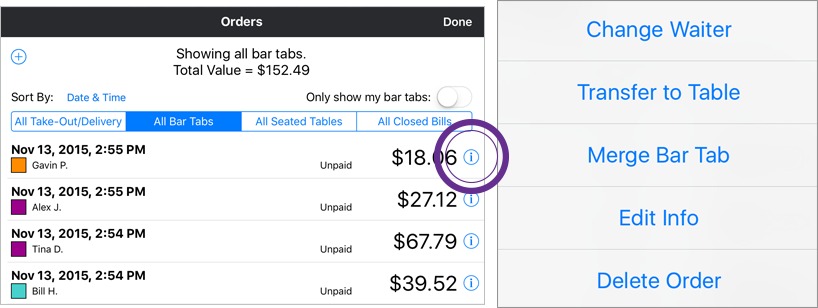 Orders
Done
Showing all bar tabs.
Total Value = $152.49
Sort By: Date & Time Only show my bar tabs:
All Take-Out/Delivery All Bar Tabs All Seated Tables All Closed Bills
Nov 13, 2015, 2:55 PM
Gavin P. Unpaid $18.06
Nov 13, 2015, 2:55 PM
Alex J. Unpaid $27.12
Nov 13, 2015, 2:54 PM
Tina D. Unpaid $67.79
Nov 13, 2015, 2:54 PM
Bill H. Unpaid $39.52
Change Waiter
Transfer to Table
Merge Bar Tab
Edit Info
Delete Order